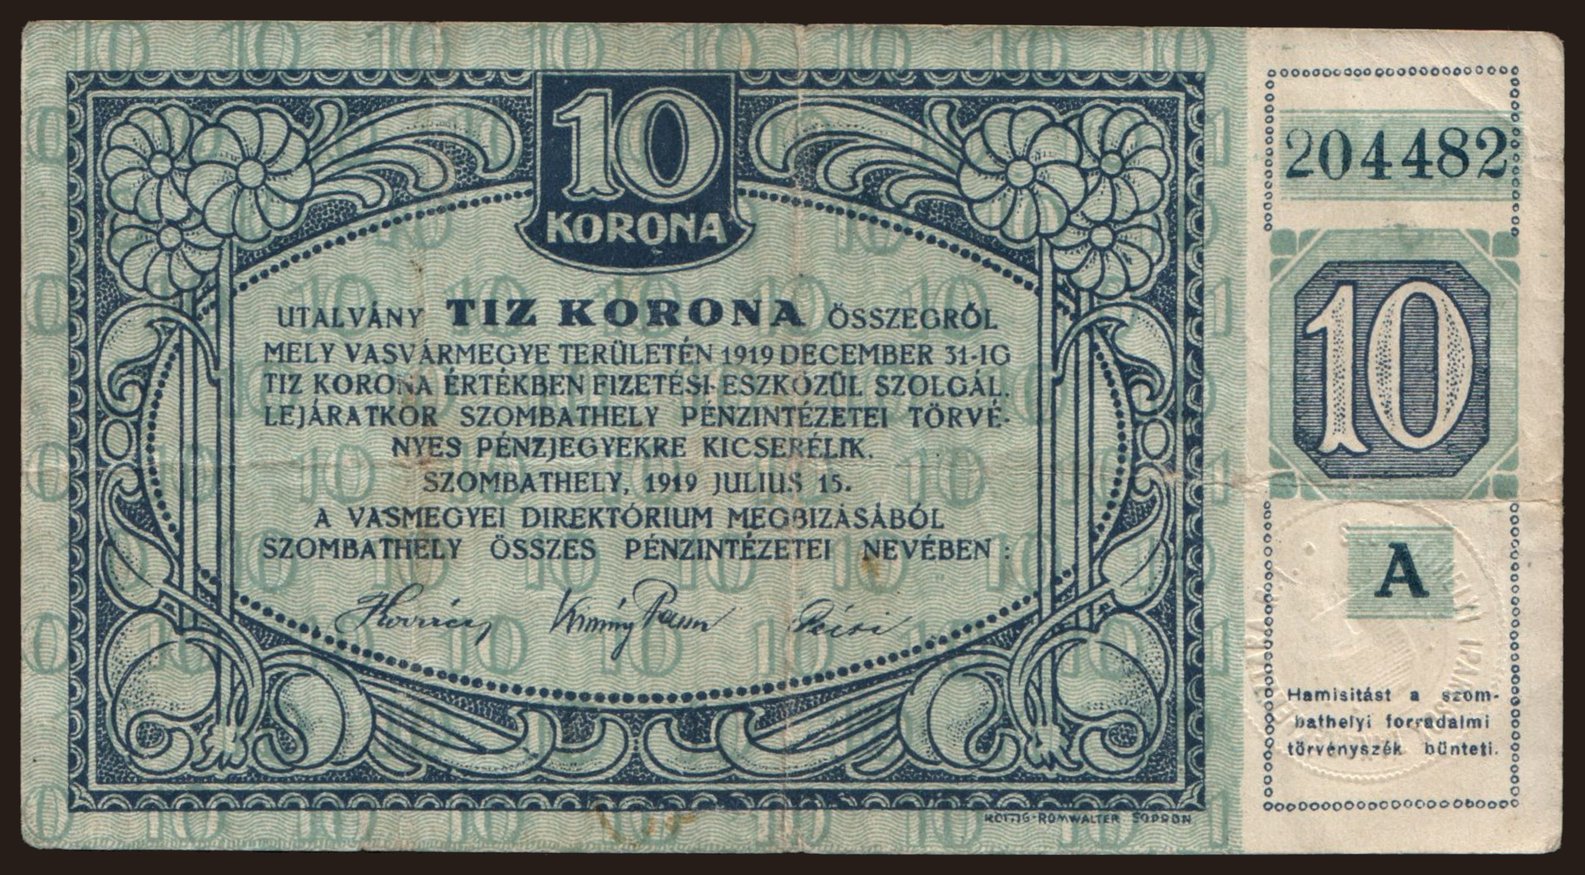 10
KORONA
UTALVÁNY TIZ KORONA ÖSSZEGRŐL
MELY VASVÁRMEGYE TERÜLETÉN 1919 DECEMBER 31-IG
TIZ KORONA ÉRTÉKBEN FIZETÉSI ESZKÖZÜL SZOLGÁL.
LEJÁRATKOR SZOMBATHELY PÉNZINTÉZETEI TÖRVÉ-
NYES PÉNZJEGYEKRE KICSERÉLIK.
SZOMBATHELY, 1919 JULIUS 15.
A VASMEGYEI DIREKTÓRIUM MEGBIZÁSÁBÓL
SZOMBATHELY ÖSSZES PÉNZINTÉZETEI NEVÉBEN:
RÖTTIG-ROMWALTER SOPRON
204482
10
A
Hamisitást a szom-
bathelyi forradalmi
törvényszék bünteti.